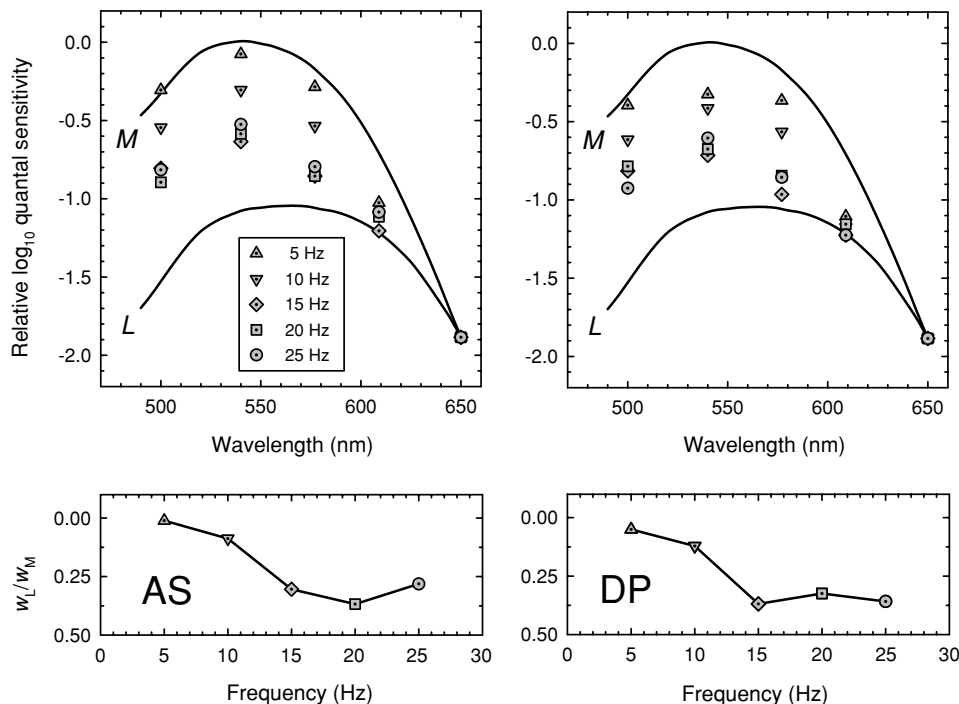 Relative log10 quantal sensitivity
0.0
-0.5
-1.0
-1.5
-2.0
M
L
5 Hz
10 Hz
15 Hz
20 Hz
25 Hz
500 550 600 650
Wavelength (nm)
0.0
-0.5
-1.0
-1.5
-2.0
M
L
500 550 600 650
Wavelength (nm)
wL/wM
0.00
0.25
0.50
AS
0 5 10 15 20 25 30
Frequency (Hz)
0.00
0.25
0.50
DP
0 5 10 15 20 25 30
Frequency (Hz)